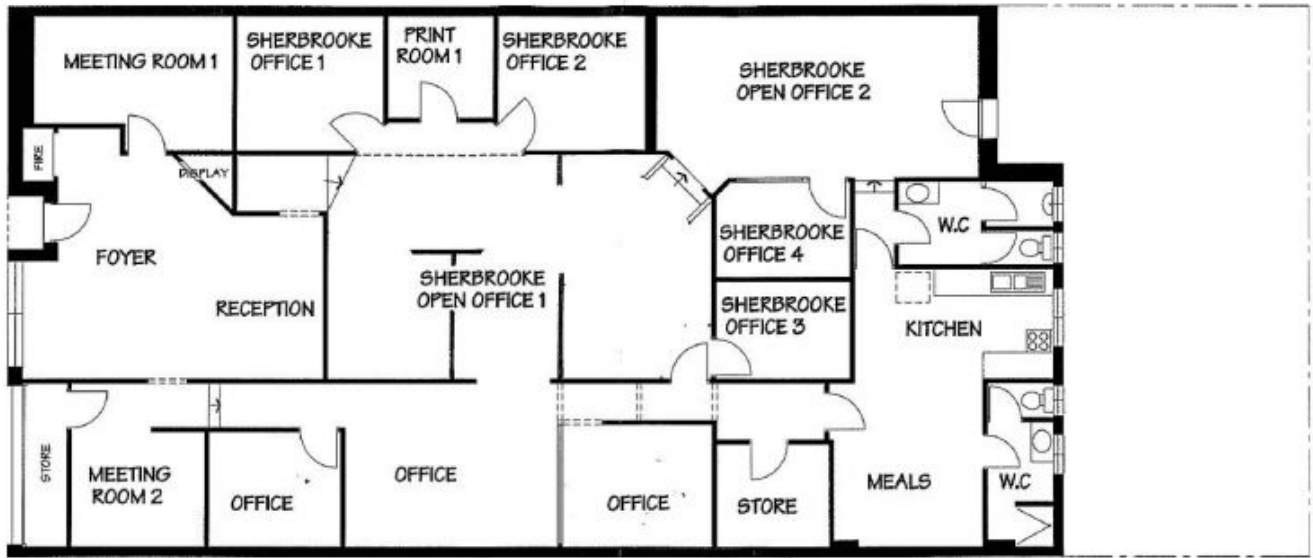 MEETING ROOM 1
SHERBROOKE
OFFICE 1
PRINT
ROOM 1
SHERBROOKE
OFFICE 2
SHERBROOKE
OPEN OFFICE 2
FIRE
DISPLAY
FOYER
RECEPTION
SHERBROOKE
OPEN OFFICE 1
SHERBROOKE
OFFICE 4
W.C
SHERBROOKE
OFFICE 3
KITCHEN
STORE
MEETING
ROOM 2
OFFICE
OFFICE
OFFICE
STORE
MEALS
W.C